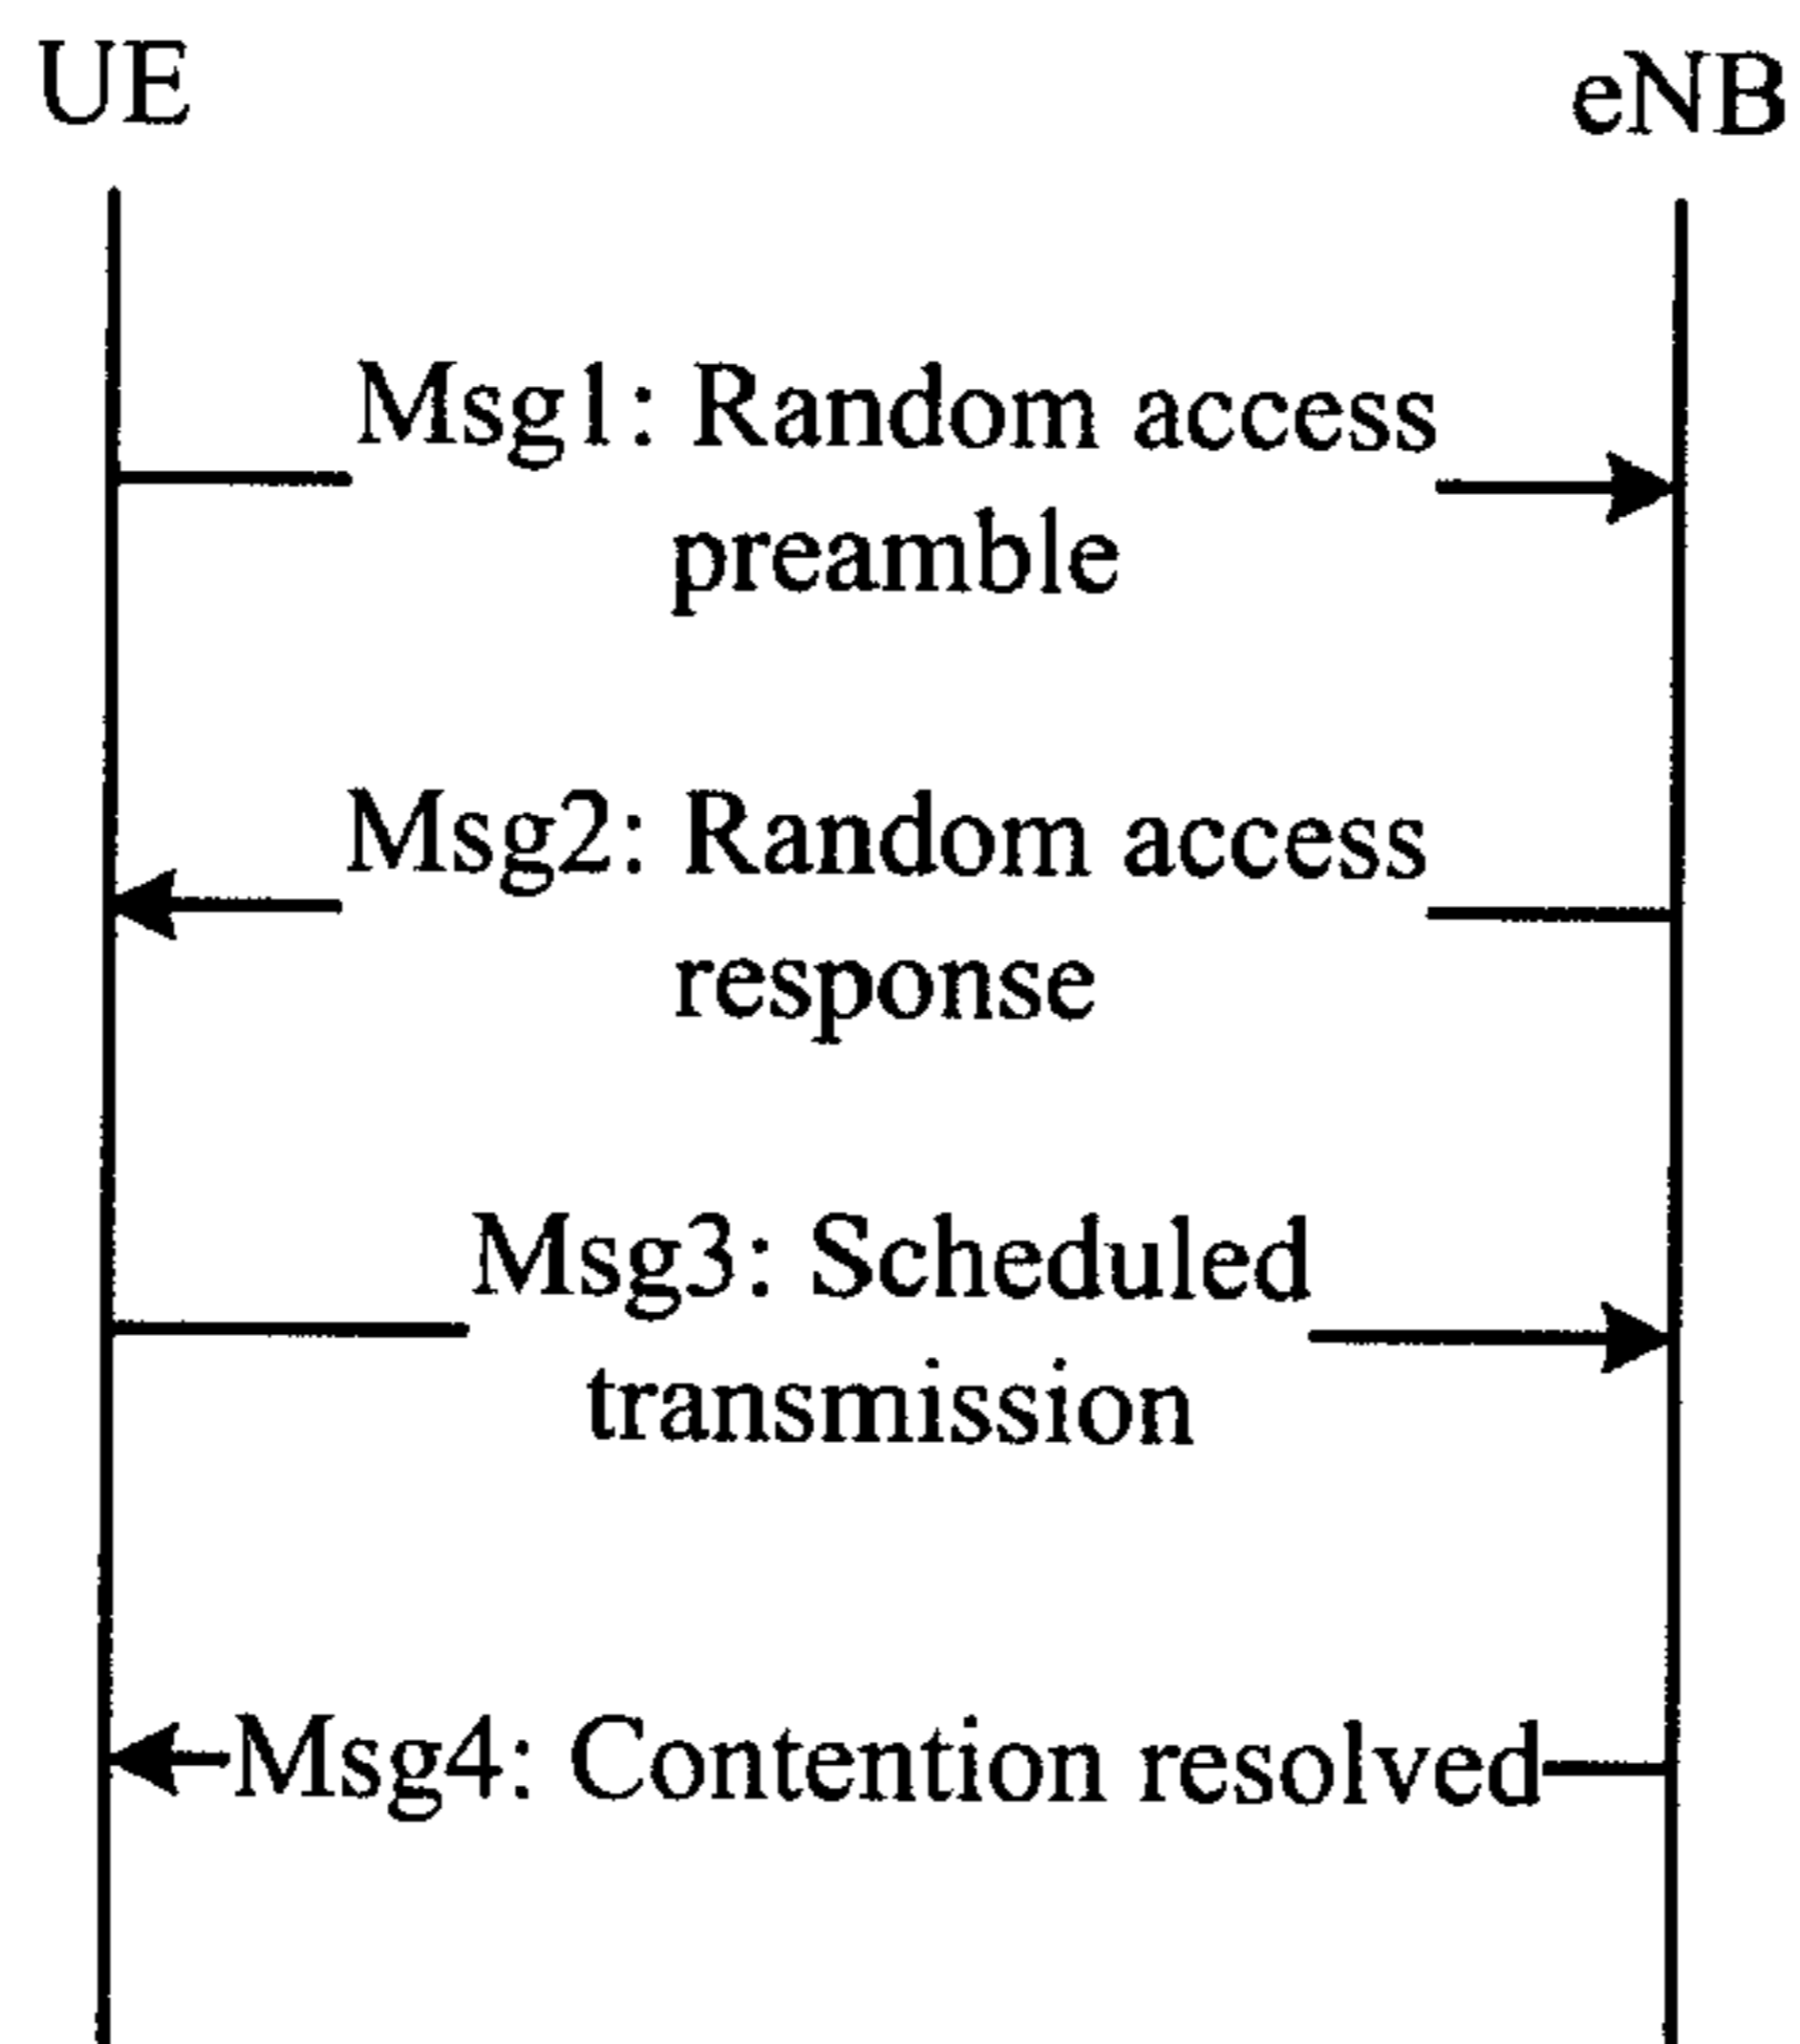 UE
eNB
Msg1: Random access
preamble
Msg2: Random access
response
Msg3: Scheduled
transmission
Msg4: Contention resolved